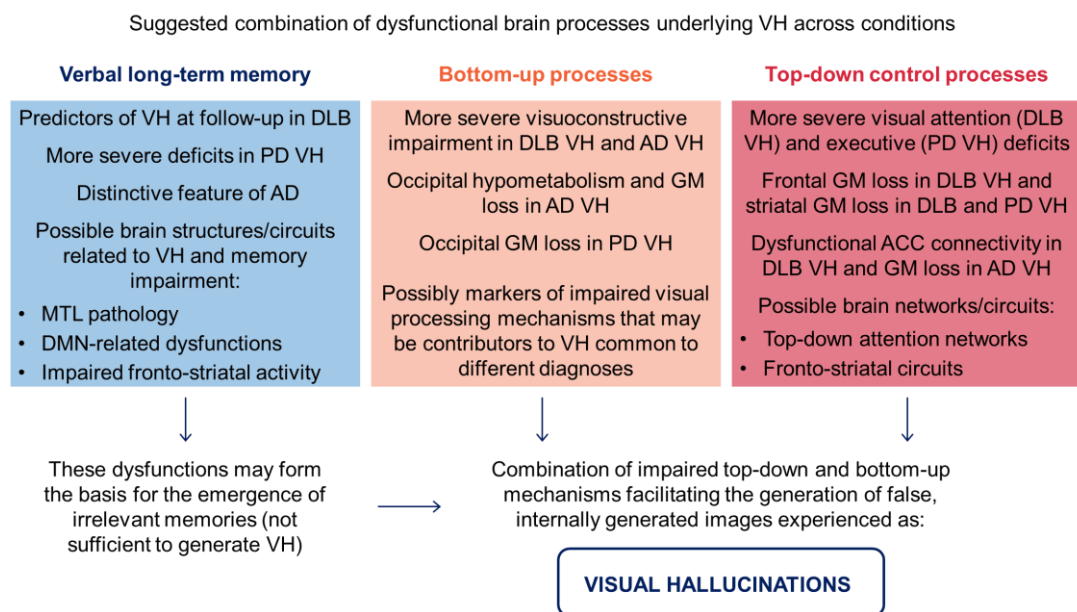 Suggested combination of dysfunctional brain processes underlying VH across conditions
Verbal long-term memory
Predictors of VH at follow-up in DLB
More severe deficits in PD VH
Distinctive feature of AD
Possible brain structures/circuits
related to VH and memory
impairment:
• MTL pathology
• DMN-related dysfunctions
• Impaired fronto-striatal activity
Bottom-up processes
More severe visuoconstructive
impairment in DLB VH and AD VH
Occipital hypometabolism and GM
loss in AD VH
Occipital GM loss in PD VH
Possibly markers of impaired visual
processing mechanisms that may
be contributors to VH common to
different diagnoses
Top-down control processes
More severe visual attention (DLB
VH) and executive (PD VH) deficits
Frontal GM loss in DLB VH and
striatal GM loss in DLB and PD VH
Dysfunctional ACC connectivity in
DLB VH and GM loss in AD VH
Possible brain networks/circuits:
• Top-down attention networks
• Fronto-striatal circuits
These dysfunctions may form
the basis for the emergence of
irrelevant memories (not
sufficient to generate VH)
Combination of impaired top-down and bottom-up
mechanisms facilitating the generation of false,
internally generated images experienced as:
VISUAL HALLUCINATIONS